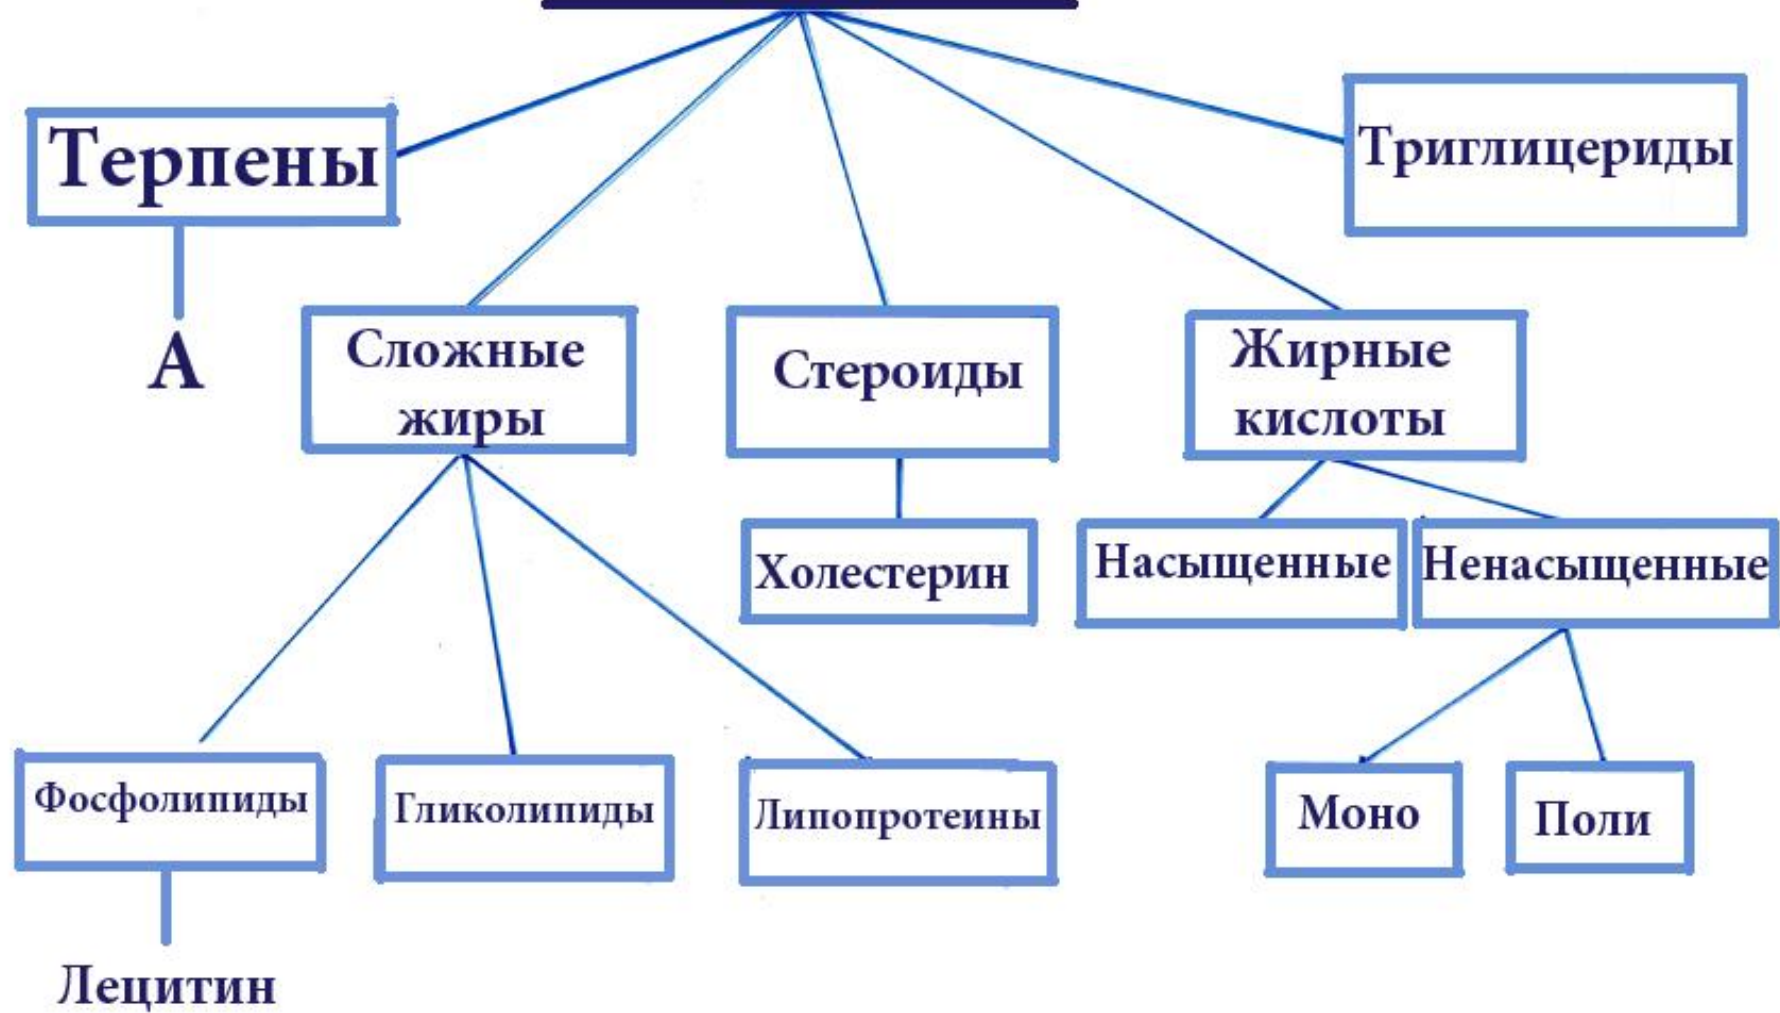 Терпены
Триглицериды
А
Сложные
жиры
Стероиды
Жирные
кислоты
Холестерин
Насыщенные
Ненасыщенные
Фосфолипиды
Гликолипиды
Липопротеины
Моно
Поли
Лецитин